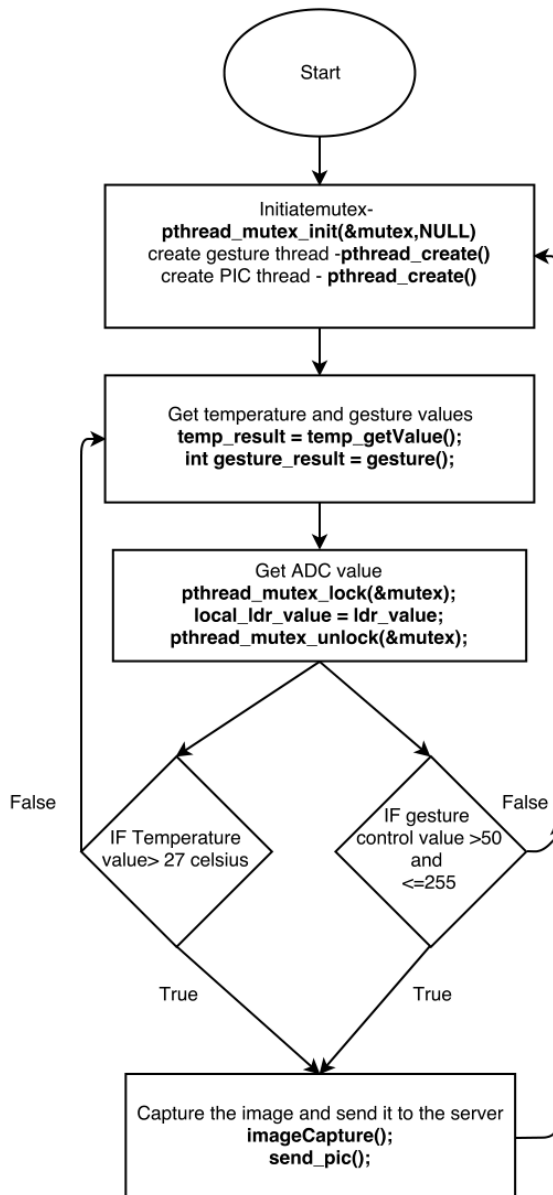 Start
Initiatemutex-
pthread_mutex_init(&mutex,NULL)
create gesture thread -pthread_create()
create PIC thread - pthread_create()
Get temperature and gesture values
temp_result = temp_getValue();
int gesture_result = gesture();
Get ADC value
pthread_mutex_lock(&mutex);
local_ldr_value = ldr_value;
pthread_mutex_unlock(&mutex);
False
IF Temperature
value> 27 celsius
IF gesture
control value >50
and
<=255
False
True
True
Capture the image and send it to the server
imageCapture();
send_pic();